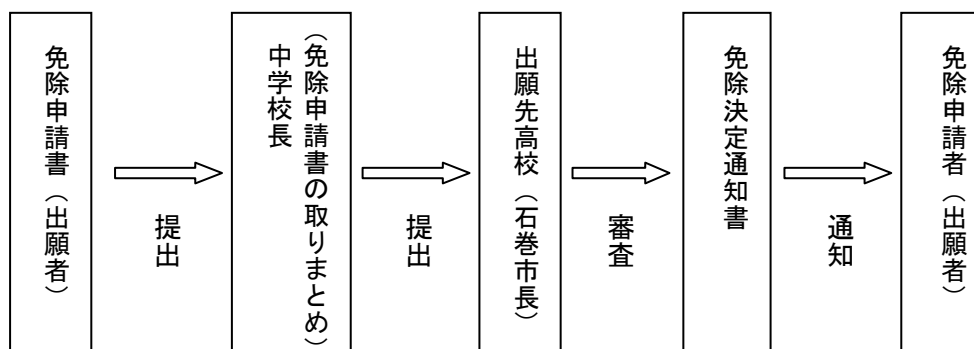 免除申請書（出願者）
提出
中学校長
（免除申請書の取りまとめ）
提出
出願先高校（石巻市長）
審査
免除決定通知書
通知
免除申請者（出願者）